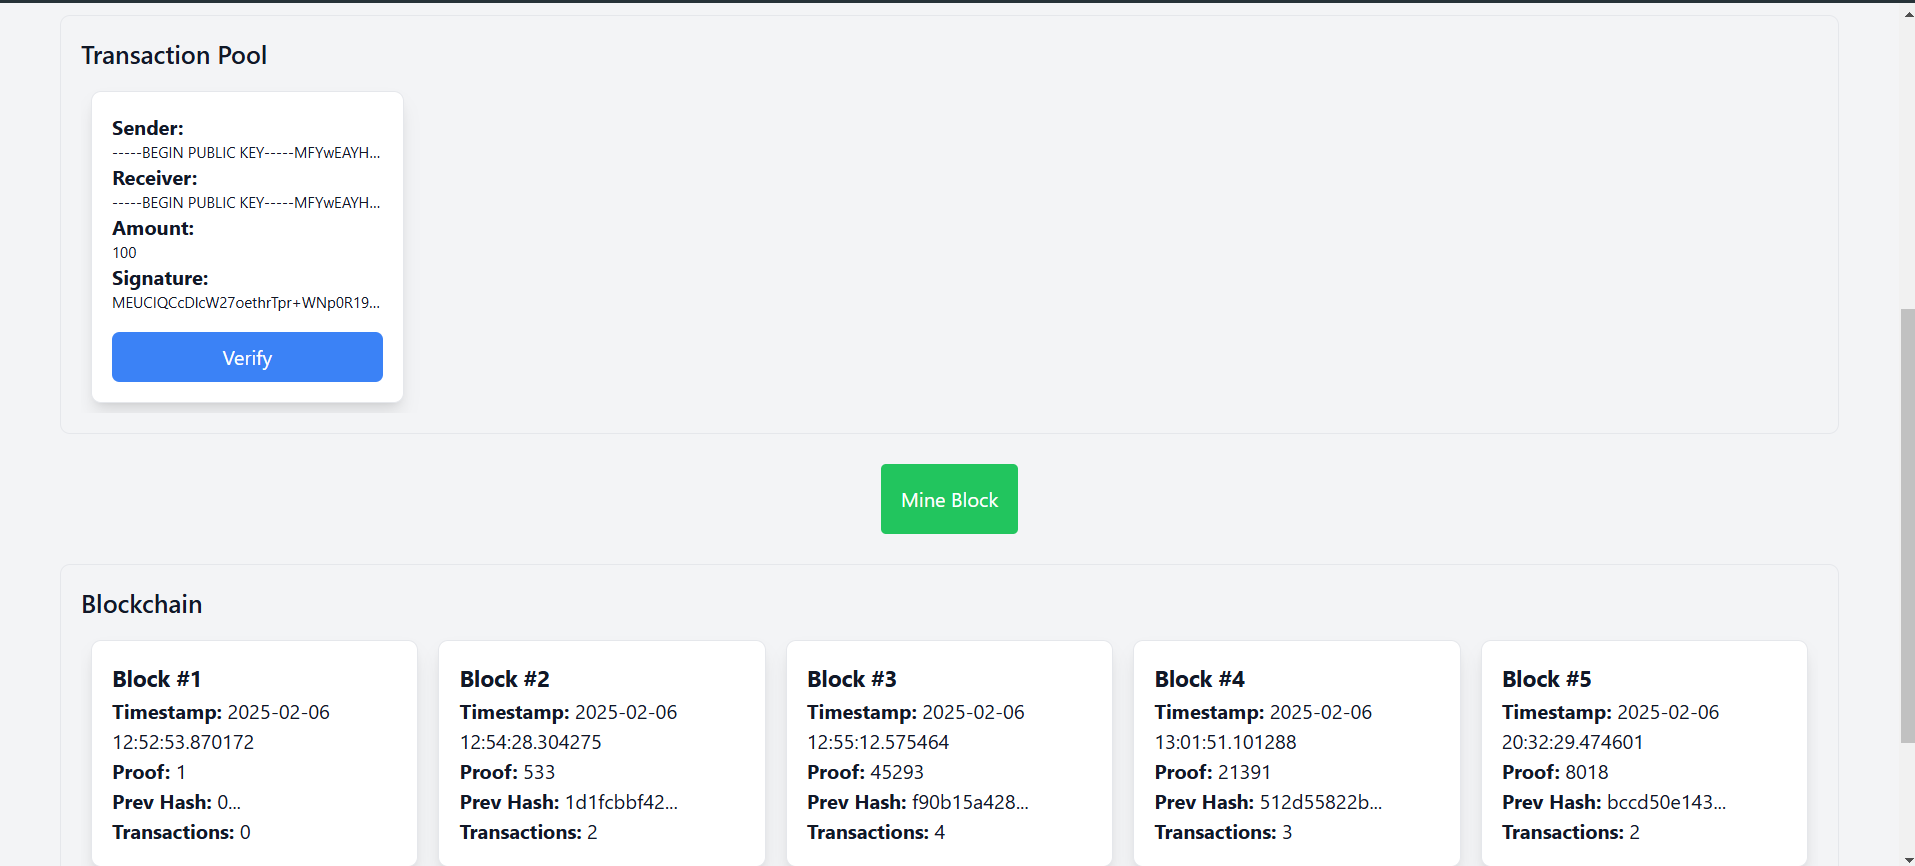 Transaction Pool
Sender:
-----BEGIN PUBLIC KEY-----MFYwEAYH...
Receiver:
-----BEGIN PUBLIC KEY-----MFYwEAYH...
Amount:
100
Signature:
MEUCIQCcDIcW27oethrTpr+WNp0R19...
Verify
Mine Block
Blockchain
Block #1
Timestamp: 2025-02-06
12:52:53.870172
Proof: 1
Prev Hash: 0...
Transactions: 0
Block #2
Timestamp: 2025-02-06
12:54:28.304275
Proof: 533
Prev Hash: 1d1fcbbf42...
Transactions: 2
Block #3
Timestamp: 2025-02-06
12:55:12.575464
Proof: 45293
Prev Hash: f90b15a428...
Transactions: 4
Block #4
Timestamp: 2025-02-06
13:01:51.101288
Proof: 21391
Prev Hash: 512d55822b...
Transactions: 3
Block #5
Timestamp: 2025-02-06
20:32:29.474601
Proof: 8018
Prev Hash: bccd50e143...
Transactions: 2